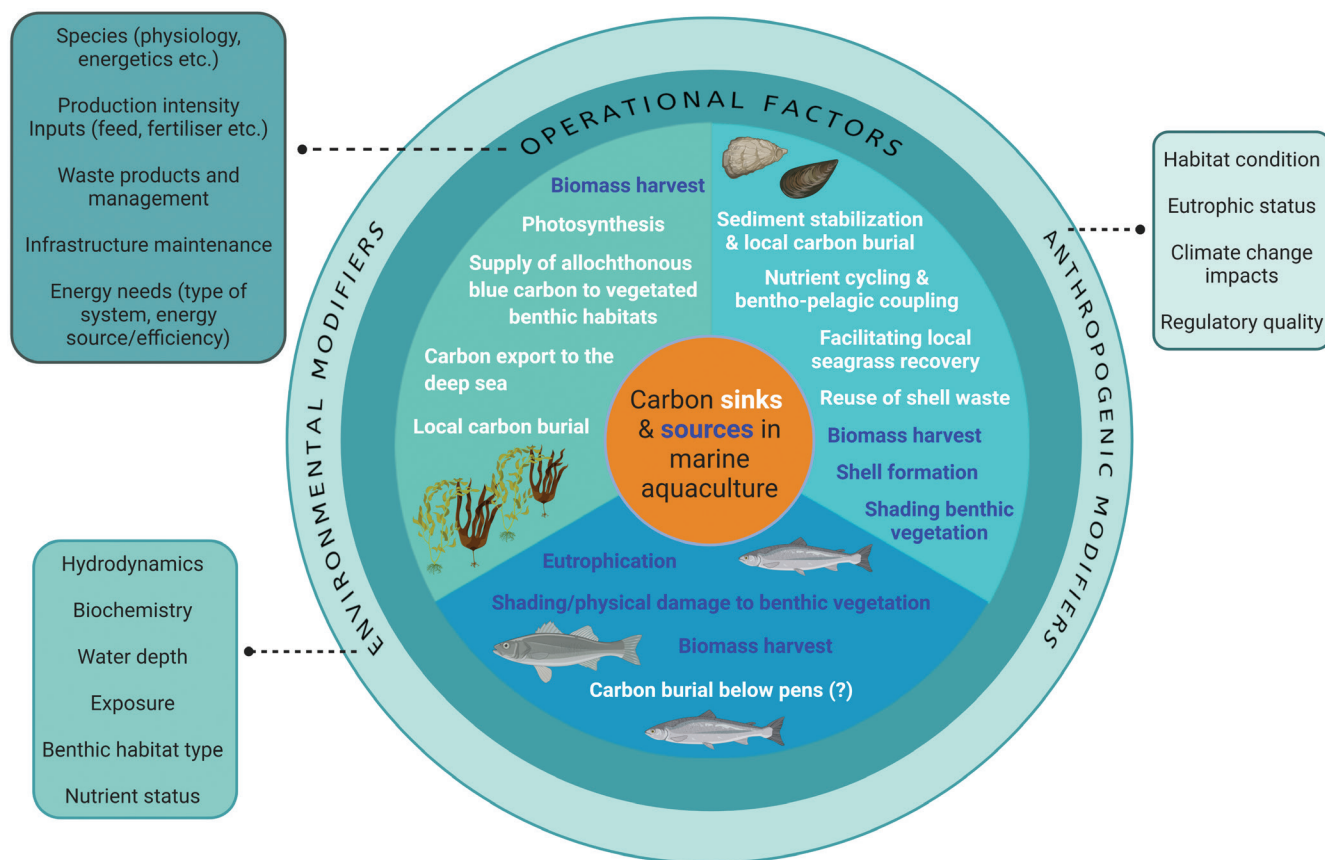 Species (physiology,
energetics etc.)
Production intensity
Inputs (feed, fertiliser etc.)
Waste products and
management
Infrastructure maintenance
Energy needs (type of
system, energy
source/efficiency)
Hydrodynamics
Biochemistry
Water depth
Exposure
Benthic habitat type
Nutrient status
ENVIRONMENTAL MODIFIERS
OPERATIONAL FACTORS
ANTHROPOGENIC MODIFIERS
Biomass harvest
Photosynthesis
Supply of allochthonous
blue carbon to vegetated
benthic habitats
Carbon export to the
deep sea
Local carbon burial
Sediment stabilization
& local carbon burial
Nutrient cycling &
bentho-pelagic coupling
Facilitating local
seagrass recovery
Reuse of shell waste
Biomass harvest
Shell formation
Shading benthic
vegetation
Carbon sinks
& sources in
marine
aquaculture
Eutrophication
Shading/physical damage to benthic vegetation
Biomass harvest
Carbon burial below pens (?)
Habitat condition
Eutrophic status
Climate change
impacts
Regulatory quality